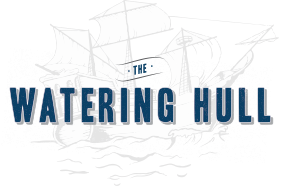 · THE ·
WATERING HULL